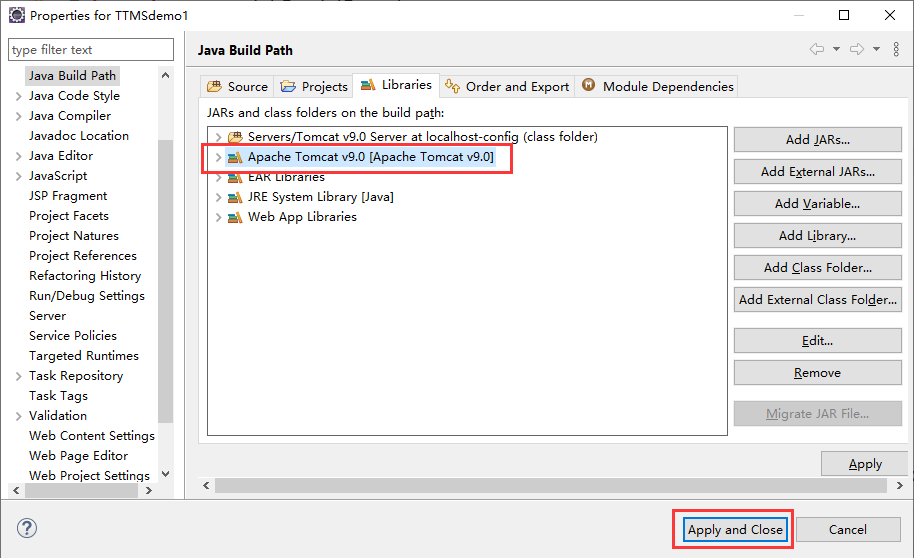 Properties for TTMSdemo1
type filter text
Java Build Path
Java Code Style
Java Compiler
Javadoc Location
Java Editor
JavaScript
JSP Fragment
Project Facets
Project Natures
Project References
Refactoring History
Run/Debug Settings
Server
Service Policies
Targeted Runtimes
Task Repository
Task Tags
Validation
Web Content Settings
Web Page Editor
Web Project Settings
Java Build Path
Source
Projects
Libraries
Order and Export
Module Dependencies
JARs and class folders on the build path:
Servers/Tomcat v9.0 Server at localhost-config (class folder)
Apache Tomcat v9.0 [Apache Tomcat v9.0]
EAR Libraries
JRE System Library [Java]
Web App Libraries
Add JARs...
Add External JARs...
Add Variable...
Add Library...
Add Class Folder...
Add External Class Folder...
Edit...
Remove
Migrate JAR File...
Apply
Apply and Close
Cancel